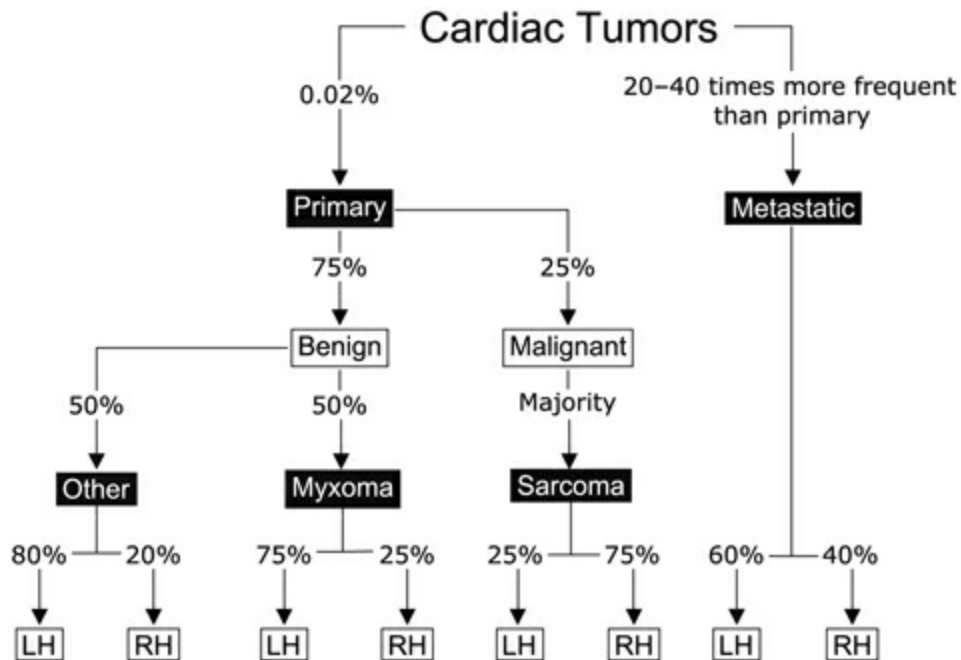 Cardiac Tumors
0.02%
20–40 times more frequent
than primary
Primary
Metastatic
75%
25%
Benign
Malignant
50%
50%
Majority
Other
Myxoma
Sarcoma
80%
20%
75%
25%
25%
75%
60%
40%
LH
RH
LH
RH
LH
RH
LH
RH